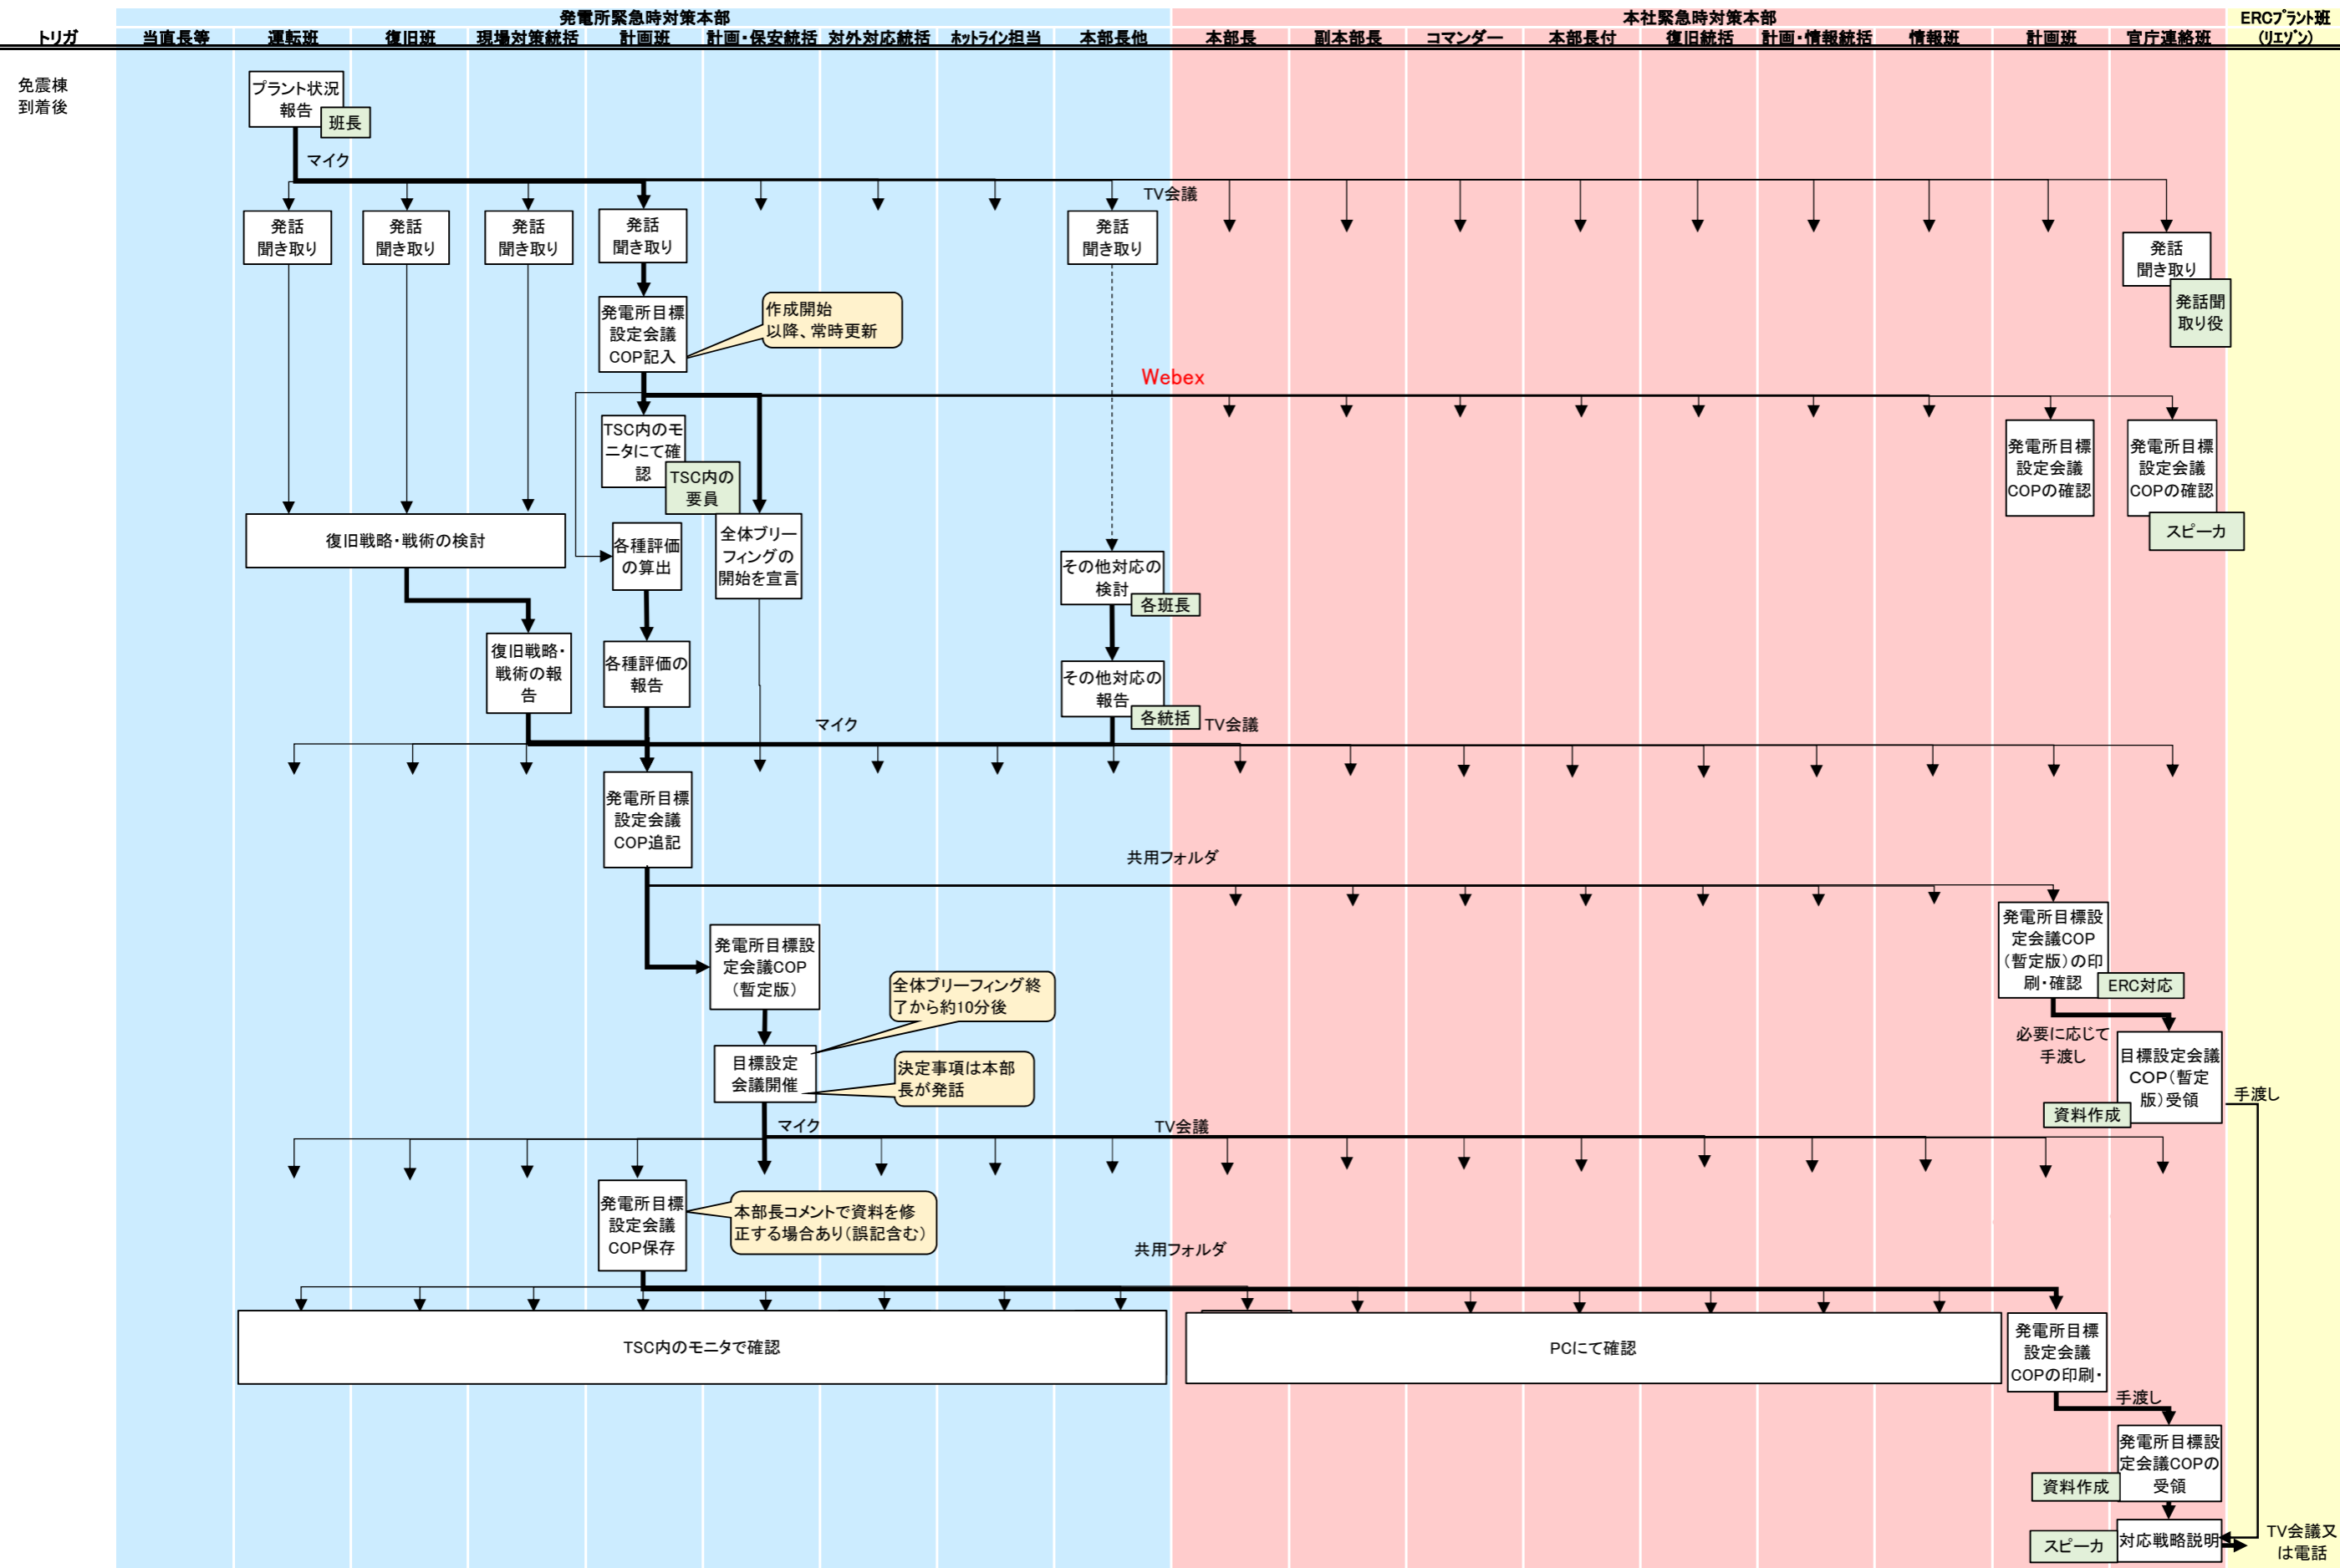 発電所緊急時対策本部
本社緊急時対策本部
ERCプラント班
(リエゾン)
トリガ
当直長等
運転班
復旧班
現場対策統括
計画班
計画・保安統括
対外対応統括
ホットライン担当
本部長他
本部長
副本部長
コマンダー
本部長付
復旧統括
計画・情報統括
情報班
計画班
官庁連絡班
免震棟
到着後
プラント状況
報告
班長
マイク
TV会議
発話
聞き取り
発話
聞き取り
発話
聞き取り
発話
聞き取り
発話
聞き取り
発話
聞き取り
発話聞
取り役
発電所目標
設定会議
COP記入
作成開始
以降、常時更新
Webex
TSC内のモ
ニタにて確
認
TSC内の
要員
発電所目標
設定会議
COPの確認
発電所目標
設定会議
COPの確認
スピーカ
復旧戦略・戦術の検討
各種評価
の算出
全体ブリー
フィングの
開始を宣言
その他対応の
検討
各班長
復旧戦略・
戦術の報
告
各種評価の
報告
その他対応の
報告
各統括
マイク
TV会議
発電所目標
設定会議
COP追記
共用フォルダ
発電所目標設
定会議COP
(暫定版)
発電所目標設
定会議COP
(暫定版)の印
刷・確認
ERC対応
全体ブリーフィング終
了から約10分後
目標設定
会議開催
決定事項は本部
長が発話
必要に応じて
手渡し
目標設定会議
COP(暫定
版)受領
資料作成
手渡し
マイク
TV会議
発電所目標
設定会議
COP保存
本部長コメントで資料を修
正する場合あり(誤記含む)
共用フォルダ
TSC内のモニタで確認
PCにて確認
発電所目標
設定会議
COPの印刷・
手渡し
発電所目標設
定会議COPの
受領
資料作成
対応戦略説明
スピーカ
TV会議又
は電話